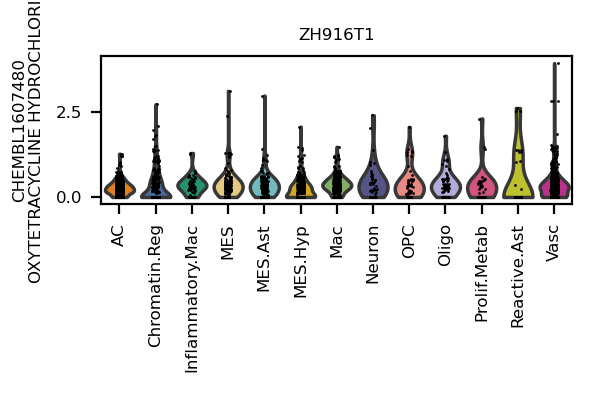 ZH916T1
CHEMBL1607480
OXYTETRACYCLINE HYDROCHLORI
2.5
0.0
AC
Chromatin.Reg
Inflammatory.Mac
MES
MES.Ast
MES.Hyp
Mac
Neuron
OPC
Oligo
Prolif.Metab
Reactive.Ast
Vasc